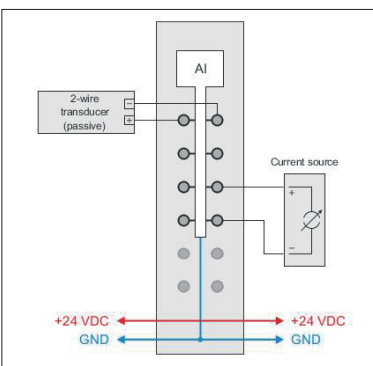 AI
2-wire
transducer
(passive)
−
+
Current source
+
−
+24 VDC
+24 VDC
GND
GND